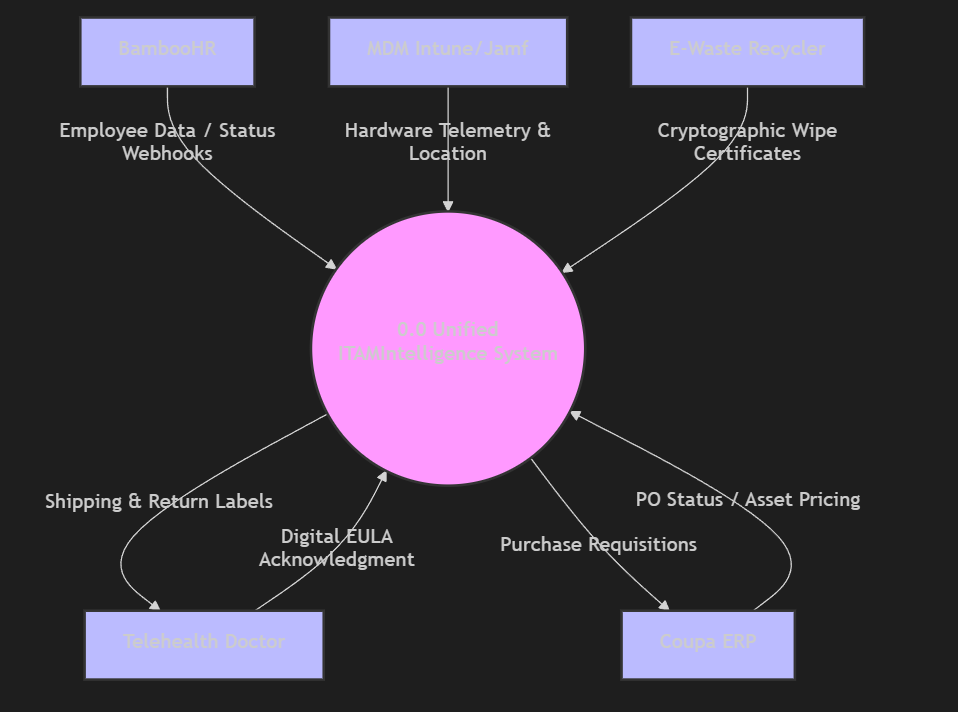 BambooHR
MDM Intune/Jamf
E-Waste Recycler
Employee Data / Status
Webhooks
Hardware Telemetry &
Location
Cryptographic Wipe
Certificates
0.0 Unified
ITAMIntelligence System
Shipping & Return Labels
Digital EULA
Acknowledgment
Purchase Requisitions
PO Status / Asset Pricing
Telehealth Doctor
Coupa ERP